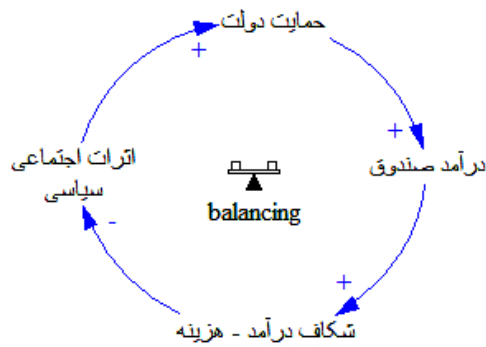 حمایت دولت
+
+
درآمد صندوق
اثرات اجتماعی
سیاسی
-
balancing
+
شکاف درآمد - هزینه